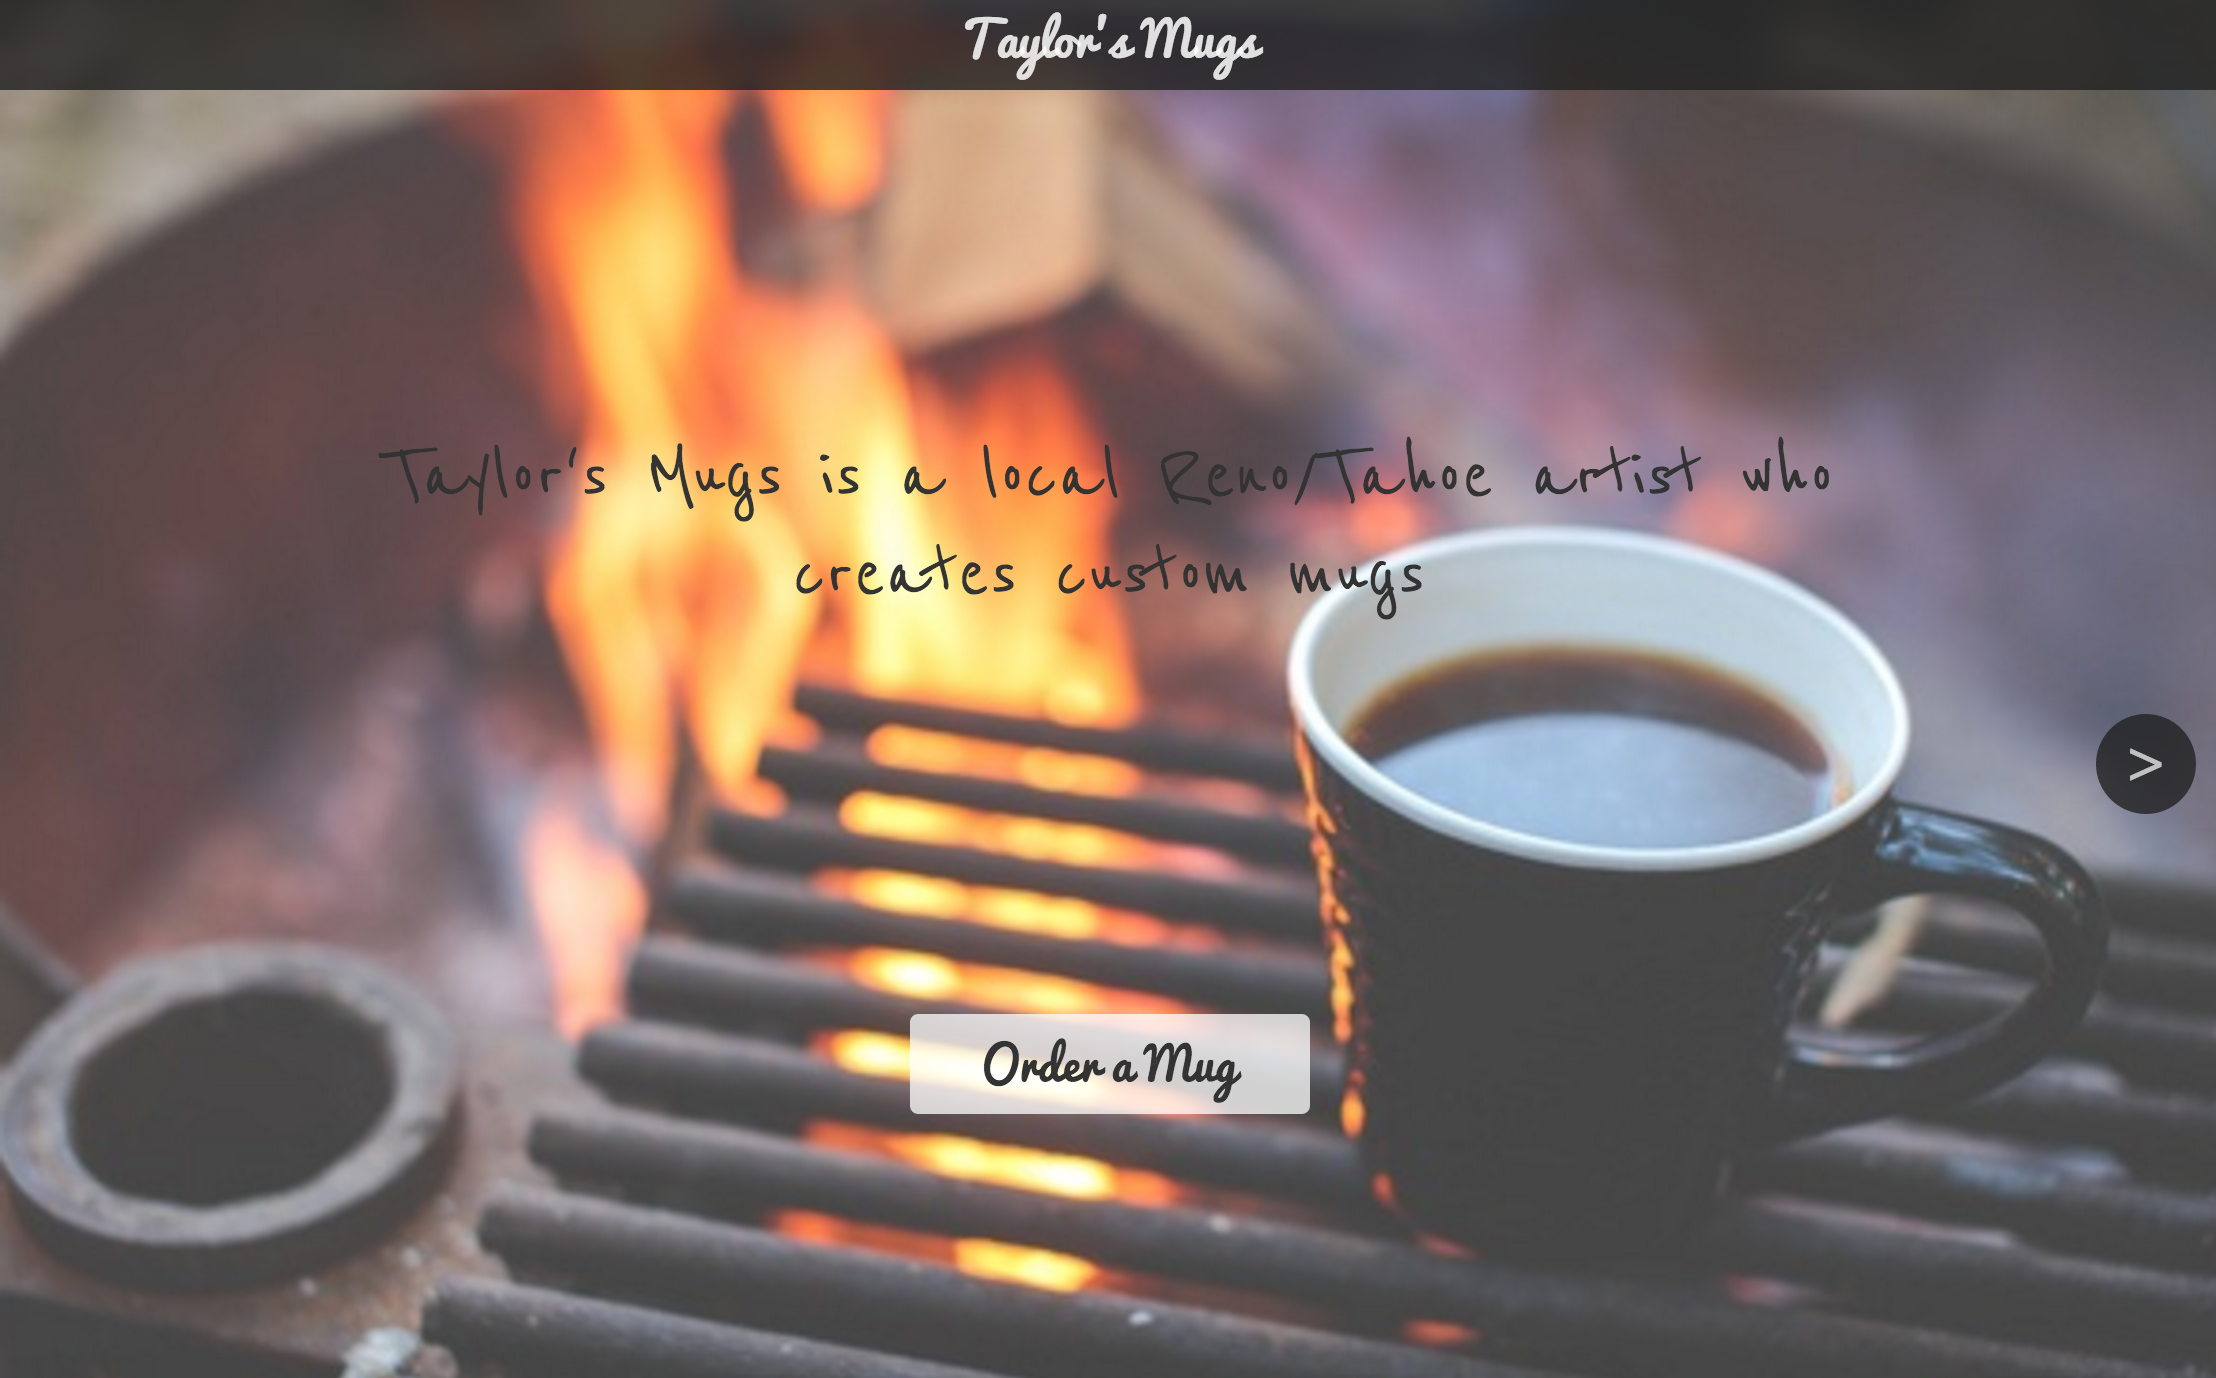 Taylor's Mugs
Taylor's Mugs is a local Reno/Tahoe artist who
creates custom mugs
>
Order a Mug